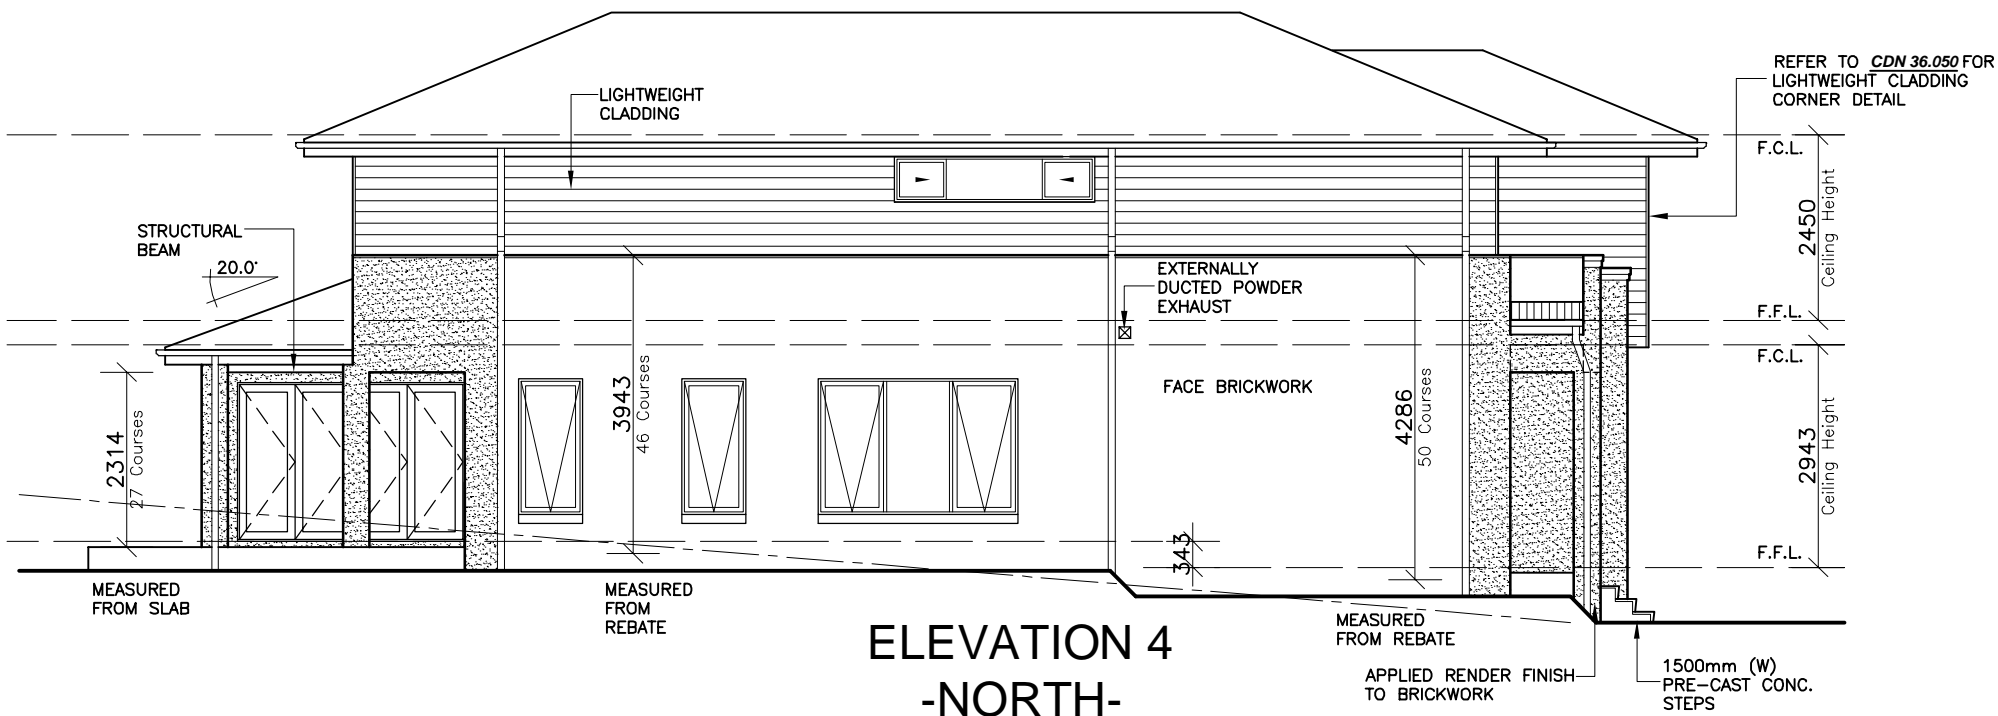 REFER TO CDN 36.050 FOR
LIGHTWEIGHT CLADDING
CORNER DETAIL
LIGHTWEIGHT
CLADDING
F.C.L.
2450
Ceiling Height
STRUCTURAL
BEAM
20.0°
EXTERNALLY
DUCTED POWDER
EXHAUST
F.F.L.
F.C.L.
FACE BRICKWORK
3943
46 Courses
4286
50 Courses
2314
27 Courses
2943
Ceiling Height
343
F.F.L.
MEASURED
FROM SLAB
MEASURED
FROM
REBATE
MEASURED
FROM REBATE
APPLIED RENDER FINISH
TO BRICKWORK
1500mm (W)
PRE-CAST CONC.
STEPS
ELEVATION 4
-NORTH-